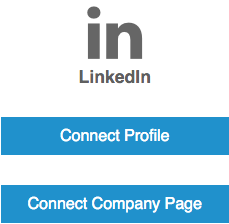 in
LinkedIn
Connect Profile
Connect Company Page